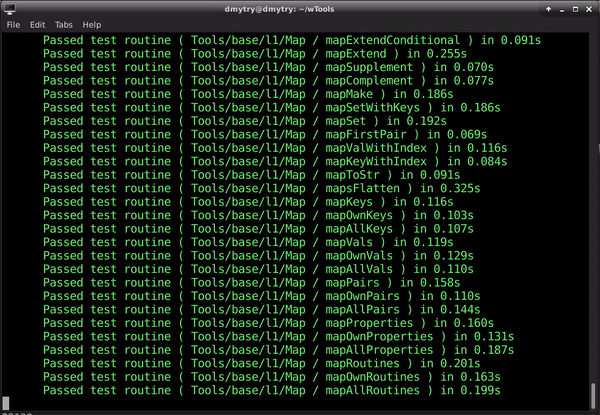 dmytry@dmytry: ~/wTools
File Edit Tabs Help
Passed test routine ( Tools/base/l1/Map / mapExtendConditional ) in 0.091s
Passed test routine ( Tools/base/l1/Map / mapExtend ) in 0.255s
Passed test routine ( Tools/base/l1/Map / mapSupplement ) in 0.070s
Passed test routine ( Tools/base/l1/Map / mapComplement ) in 0.077s
Passed test routine ( Tools/base/l1/Map / mapMake ) in 0.186s
Passed test routine ( Tools/base/l1/Map / mapSetWithKeys ) in 0.186s
Passed test routine ( Tools/base/l1/Map / mapSet ) in 0.192s
Passed test routine ( Tools/base/l1/Map / mapFirstPair ) in 0.069s
Passed test routine ( Tools/base/l1/Map / mapValWithIndex ) in 0.116s
Passed test routine ( Tools/base/l1/Map / mapKeyWithIndex ) in 0.084s
Passed test routine ( Tools/base/l1/Map / mapToStr ) in 0.091s
Passed test routine ( Tools/base/l1/Map / mapsFlatten ) in 0.325s
Passed test routine ( Tools/base/l1/Map / mapKeys ) in 0.116s
Passed test routine ( Tools/base/l1/Map / mapOwnKeys ) in 0.103s
Passed test routine ( Tools/base/l1/Map / mapAllKeys ) in 0.107s
Passed test routine ( Tools/base/l1/Map / mapVals ) in 0.119s
Passed test routine ( Tools/base/l1/Map / mapOwnVals ) in 0.129s
Passed test routine ( Tools/base/l1/Map / mapAllVals ) in 0.110s
Passed test routine ( Tools/base/l1/Map / mapPairs ) in 0.158s
Passed test routine ( Tools/base/l1/Map / mapOwnPairs ) in 0.110s
Passed test routine ( Tools/base/l1/Map / mapAllPairs ) in 0.144s
Passed test routine ( Tools/base/l1/Map / mapProperties ) in 0.160s
Passed test routine ( Tools/base/l1/Map / mapOwnProperties ) in 0.131s
Passed test routine ( Tools/base/l1/Map / mapAllProperties ) in 0.187s
Passed test routine ( Tools/base/l1/Map / mapRoutines ) in 0.201s
Passed test routine ( Tools/base/l1/Map / mapOwnRoutines ) in 0.163s
Passed test routine ( Tools/base/l1/Map / mapAllRoutines ) in 0.199s